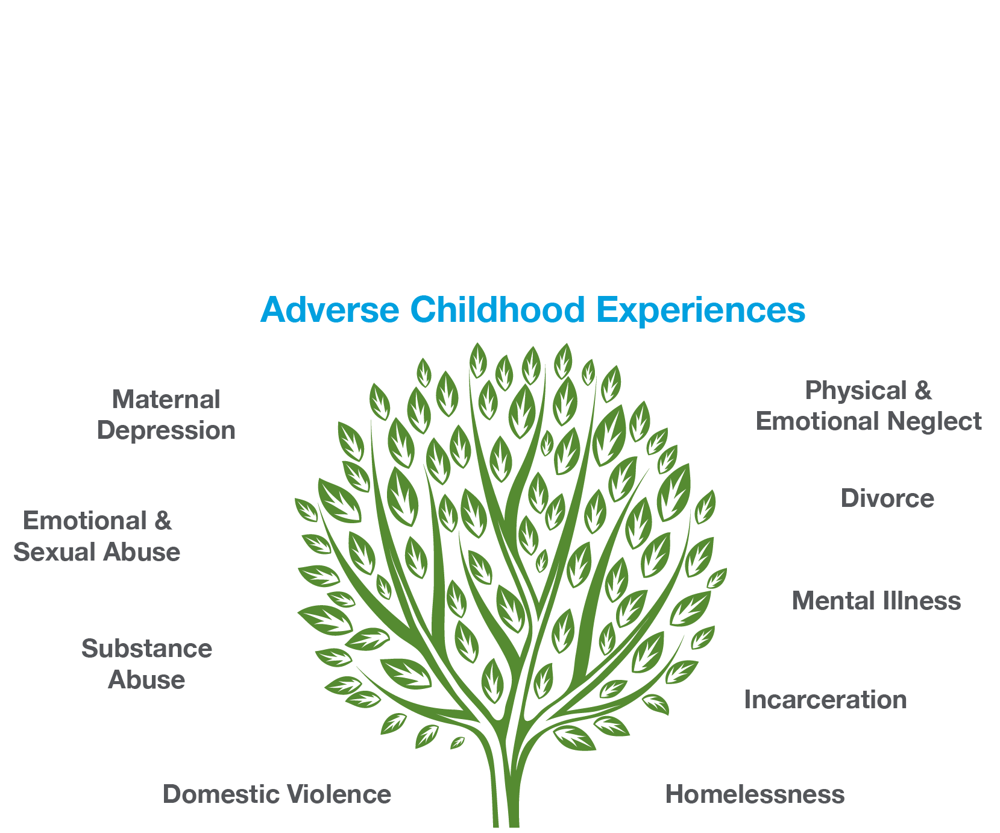 Adverse Childhood Experiences
Maternal
Depression
Emotional &
Sexual Abuse
Substance
Abuse
Domestic Violence
Physical &
Emotional Neglect
Divorce
Mental Illness
Incarceration
Homelessness